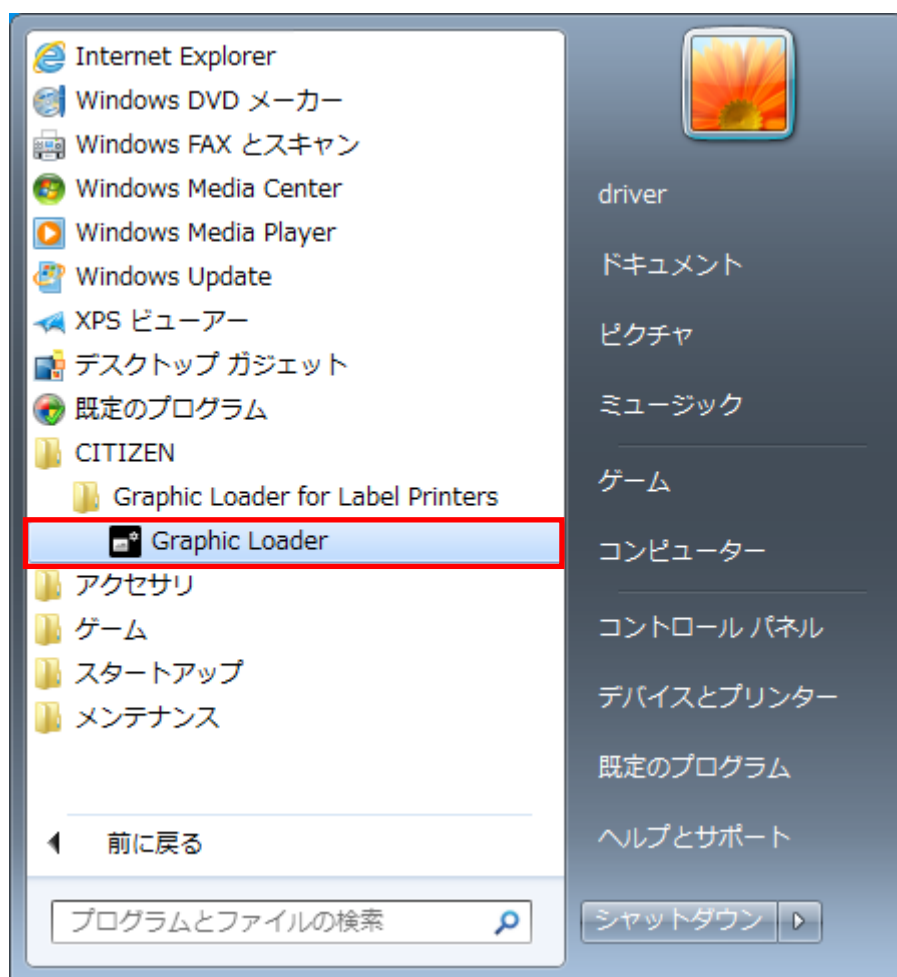 Internet Explorer
Windows DVD メーカー
Windows FAX とスキャン
Windows Media Center
Windows Media Player
Windows Update
XPS ビューアー
デスクトップ ガジェット
既定のプログラム
CITIZEN
Graphic Loader for Label Printers
Graphic Loader
アクセサリ
ゲーム
スタートアップ
メンテナンス
前に戻る
プログラムとファイルの検索
driver
ドキュメント
ピクチャ
ミュージック
ゲーム
コンピューター
コントロール パネル
デバイスとプリンター
既定のプログラム
ヘルプとサポート
シャットダウン